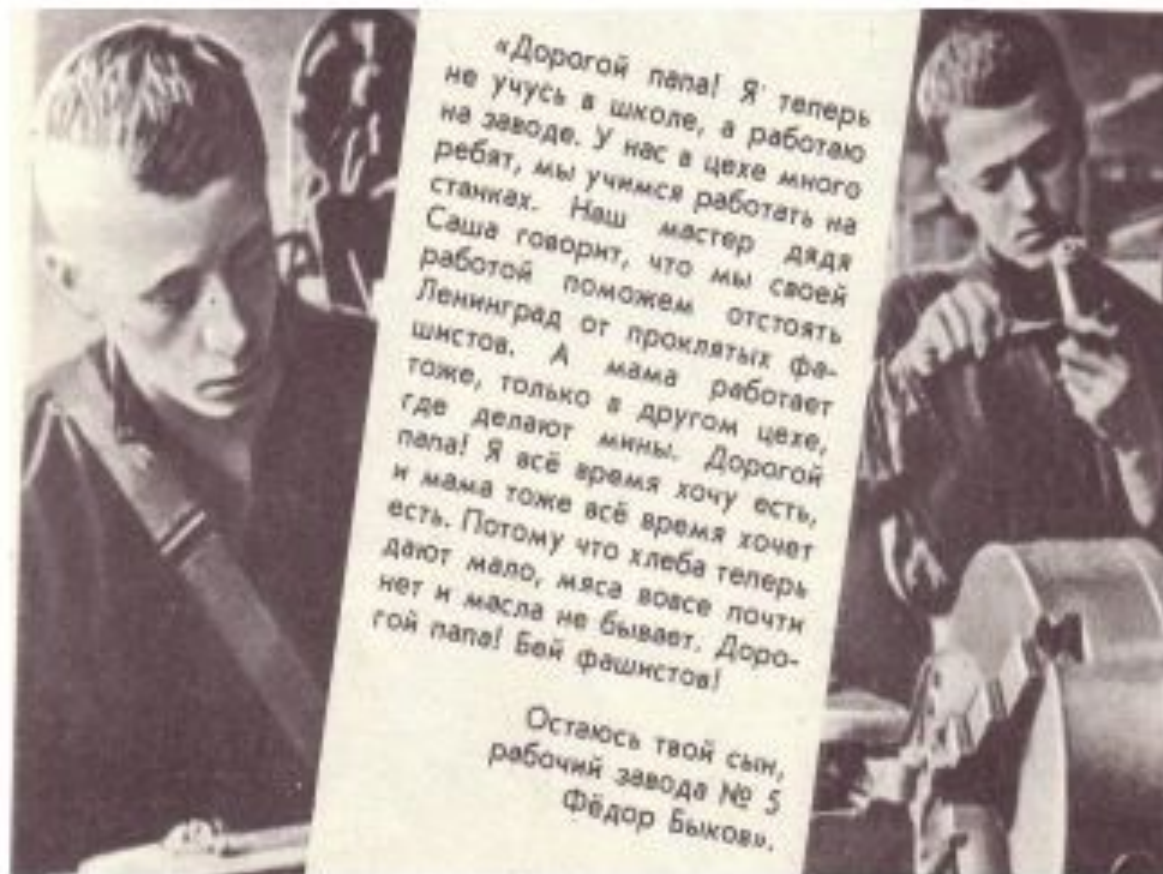 «Дорогой папа! Я теперь
не учусь в школе, а работаю
на заводе. У нас в цехе много
ребят, мы учимся работать на
станках. Наш мастер дядя
Саша говорит, что мы своей
работой поможем отстоять
Ленинград от проклятых фа-
шистов. А мама работает
тоже, только в другом цехе,
где делают мины. Дорогой
папа! Я всё время хочу есть,
и мама тоже всё время хочет
есть. Потому что хлеба теперь
дают мало, мяса вовсе почти
нет и масла не бывает. Доро-
гой папа! Бей фашистов!
Остаюсь твой сын,
рабочий завода № 5
Фёдор Быков».